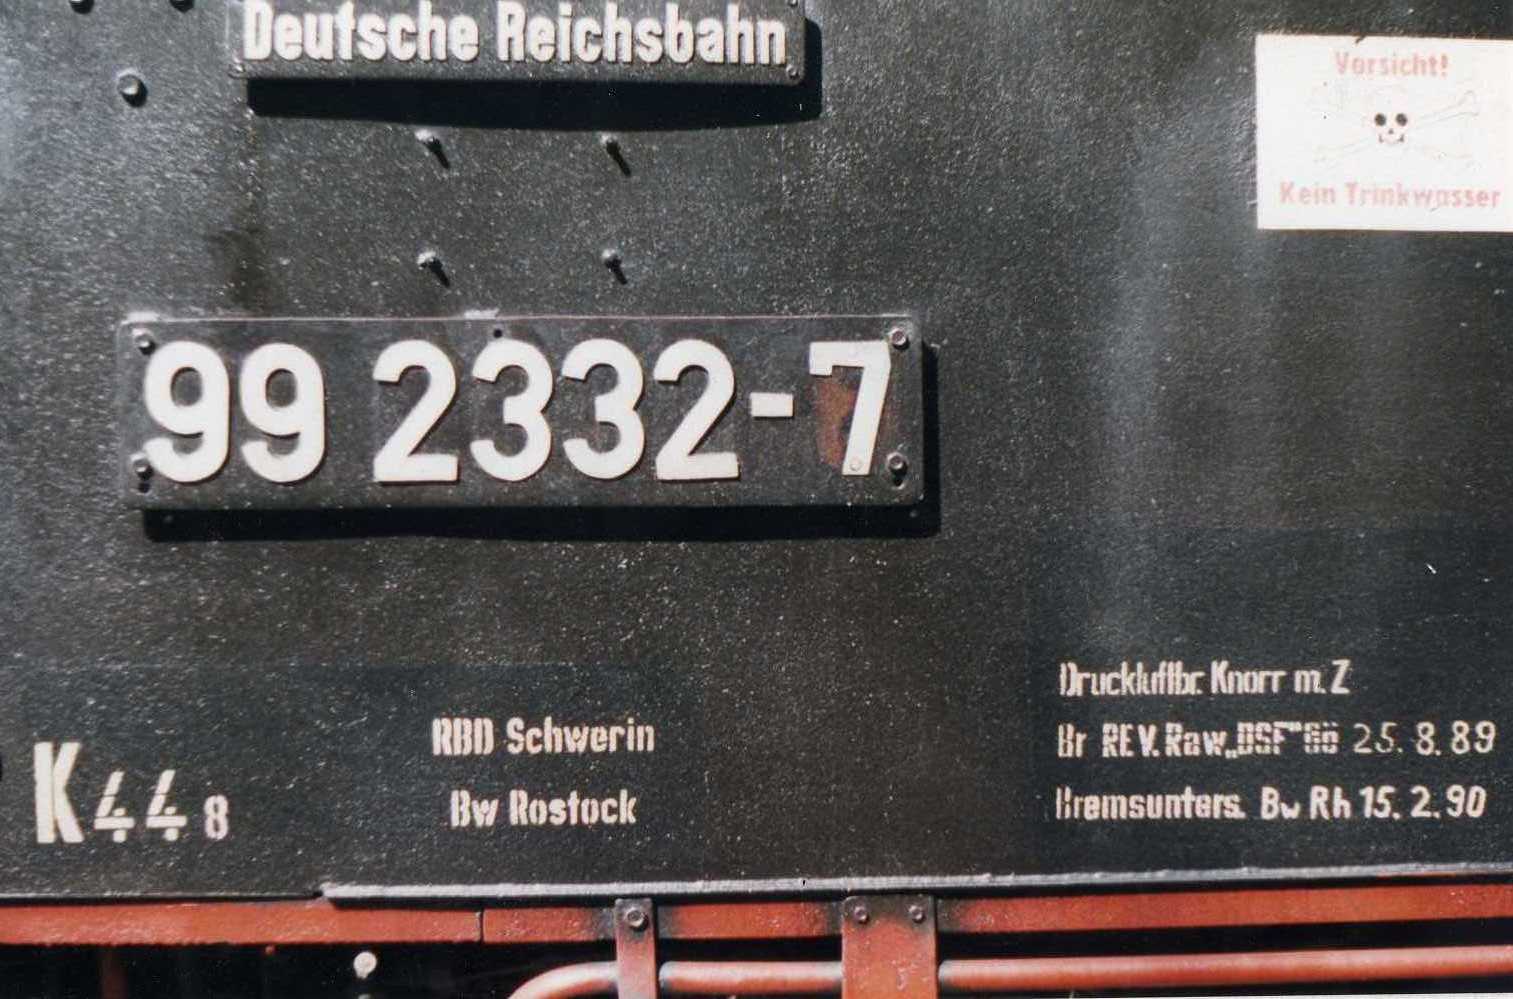 Deutsche Reichsbahn
Vorsicht!
Kein Trinkwasser
99 2332-7
K 44 8
RBD Schwerin
Bw Rostock
Druckluftbr. Knorr m. Z
Br REV. Raw „DSF" Gö 25. 8. 89
Bremsunters. Bw Rh 15. 2. 90